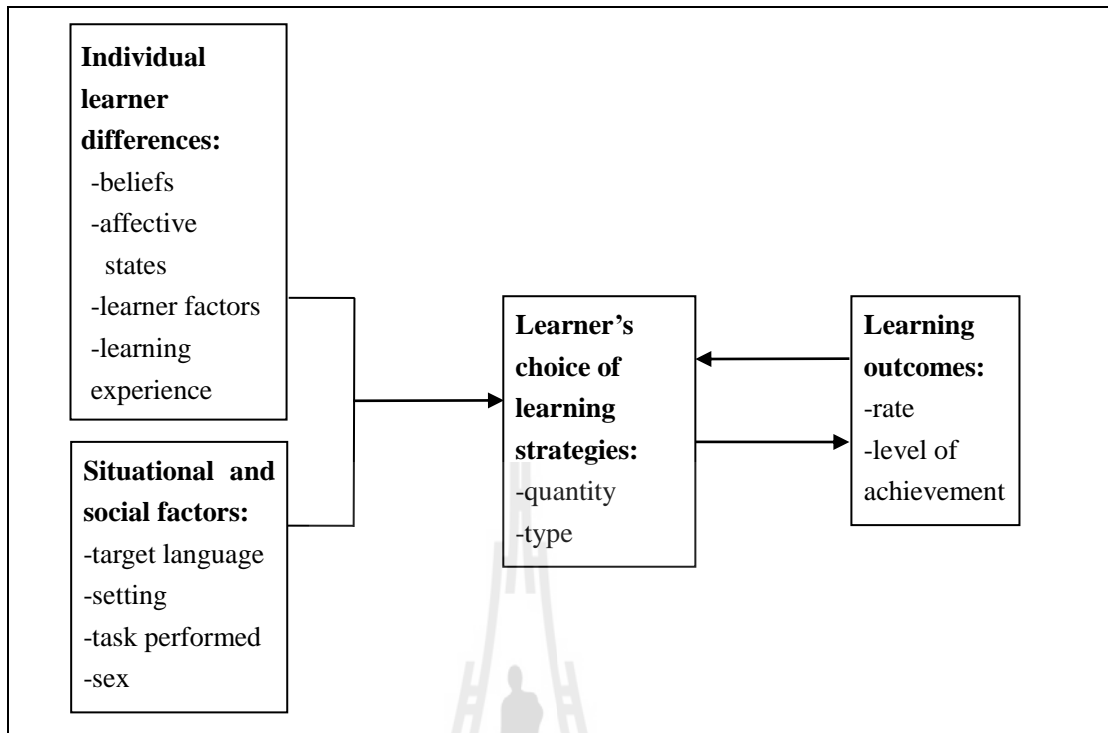 Individual
learner
differences:
-beliefs
-affective
states
-learner factors
-learning
experience
Situational and
social factors:
-target language
-setting
-task performed
-sex
Learner’s
choice of
learning
strategies:
-quantity
-type
Learning
outcomes:
-rate
-level of
achievement